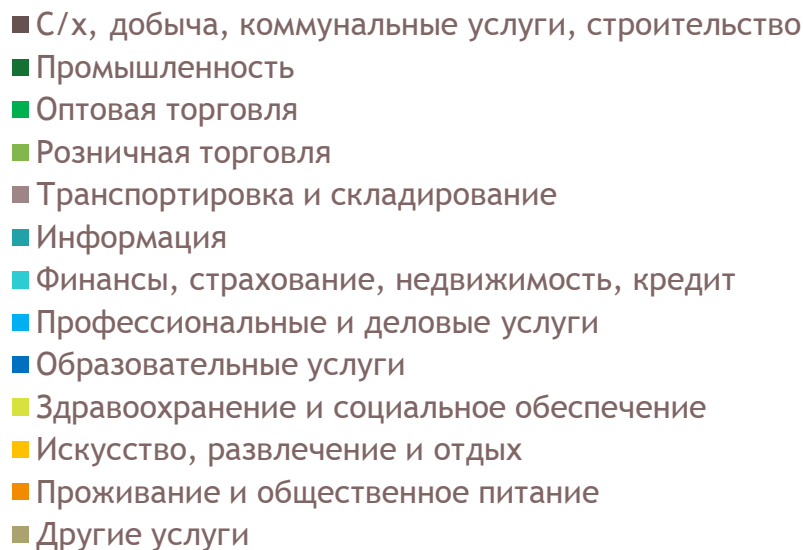 С/х, добыча, коммунальные услуги, строительство
Промышленность
Оптовая торговля
Розничная торговля
Транспортировка и складирование
Информация
Финансы, страхование, недвижимость, кредит
Профессиональные и деловые услуги
Образовательные услуги
Здравоохранение и социальное обеспечение
Искусство, развлечение и отдых
Проживание и общественное питание
Другие услуги